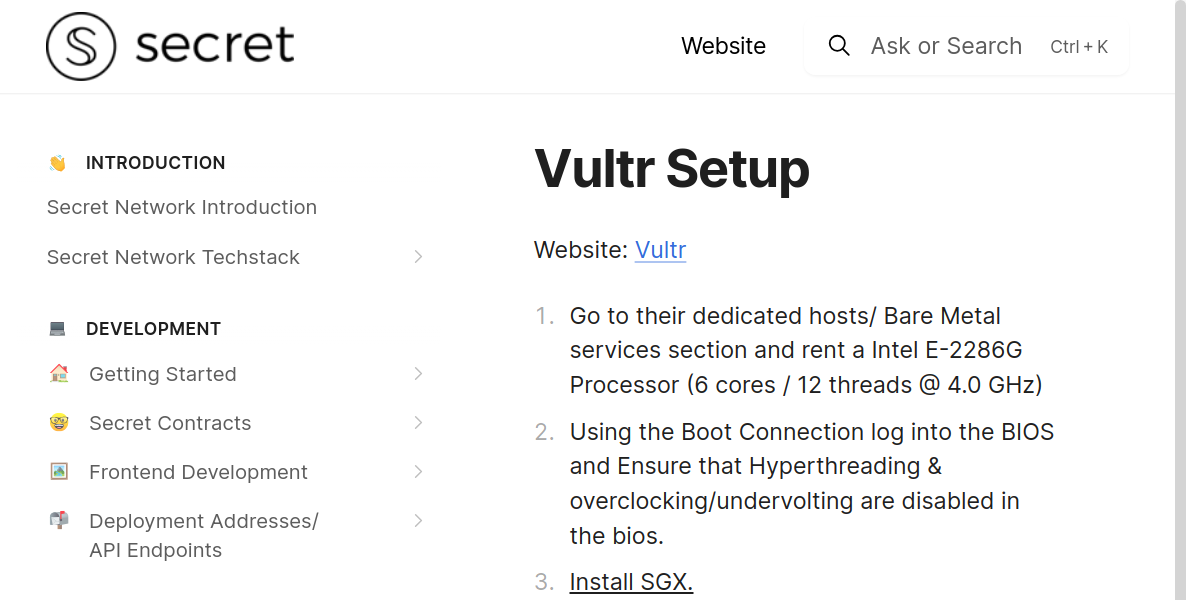 secret
Website
Ask or Search
Ctrl + K
INTRODUCTION
Secret Network Introduction
Secret Network Techstack
DEVELOPMENT
Getting Started
Secret Contracts
Frontend Development
Deployment Addresses/
API Endpoints
Vultr Setup
Website: Vultr
1. Go to their dedicated hosts/ Bare Metal
services section and rent a Intel E-2286G
Processor (6 cores / 12 threads @ 4.0 GHz)
2. Using the Boot Connection log into the BIOS
and Ensure that Hyperthreading &
overclocking/undervolting are disabled in
the bios.
3. Install SGX.